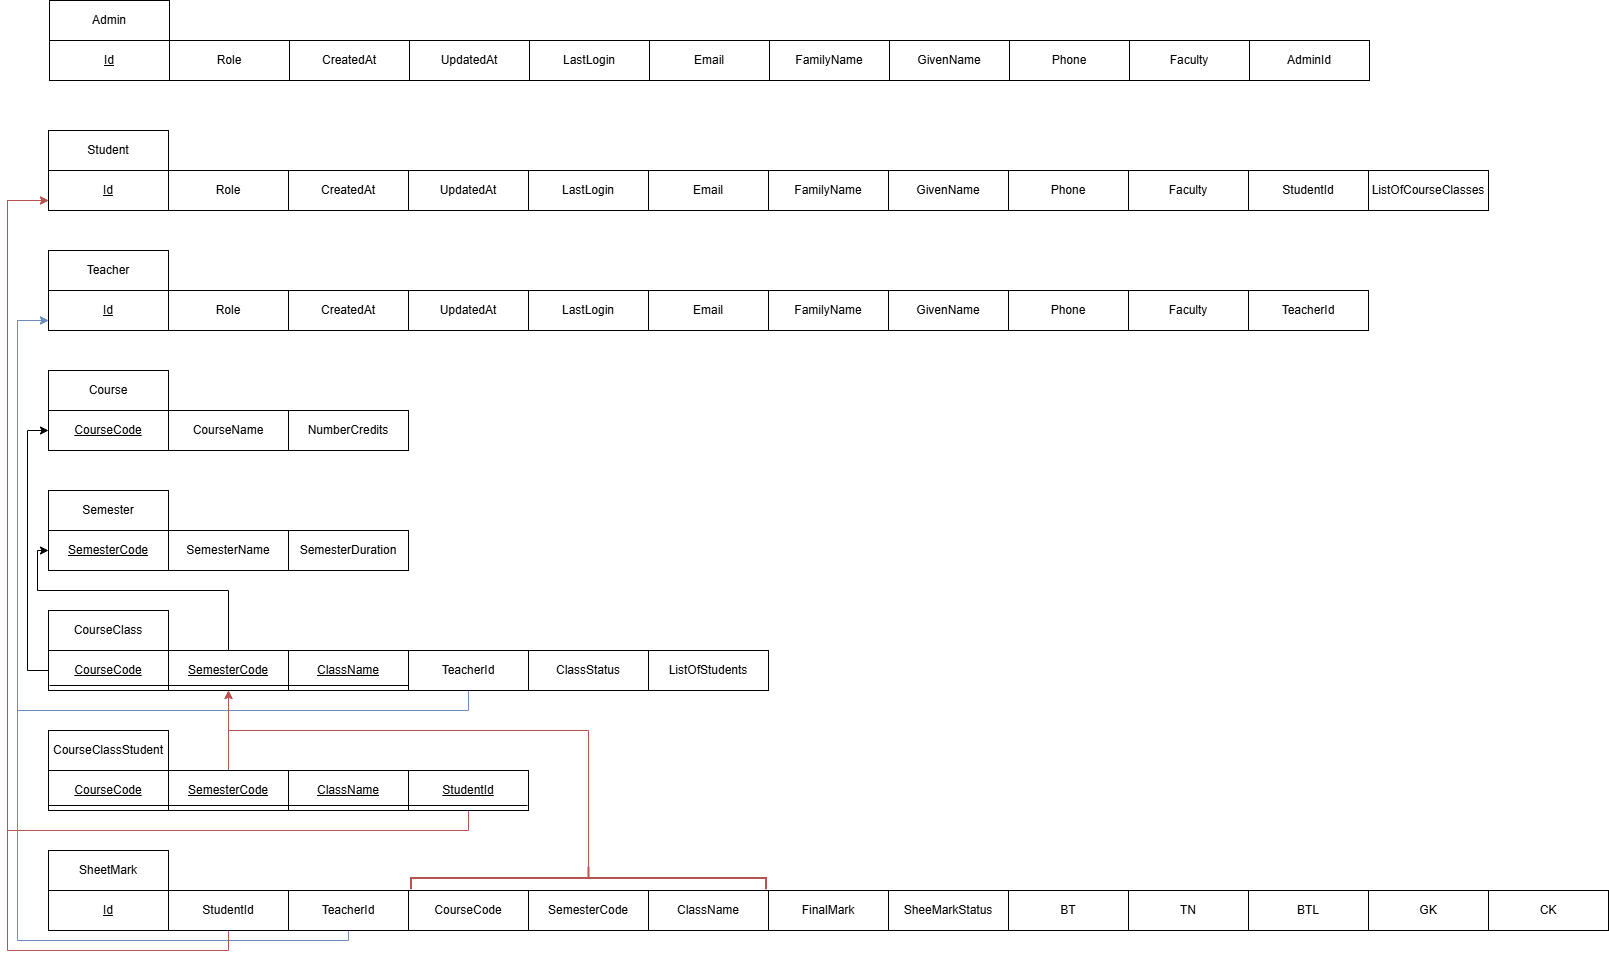 Admin
Id Role CreatedAt UpdatedAt LastLogin Email FamilyName GivenName Phone Faculty AdminId
Student
Id Role CreatedAt UpdatedAt LastLogin Email FamilyName GivenName Phone Faculty StudentId ListOfCourseClasses
Teacher
Id Role CreatedAt UpdatedAt LastLogin Email FamilyName GivenName Phone Faculty TeacherId
Course
CourseCode CourseName NumberCredits
Semester
SemesterCode SemesterName SemesterDuration
CourseClass
CourseCode SemesterCode ClassName TeacherId ClassStatus ListOfStudents
CourseClassStudent
CourseCode SemesterCode ClassName StudentId
SheetMark
Id StudentId TeacherId CourseCode SemesterCode ClassName FinalMark SheeMarkStatus BT TN BTL GK CK